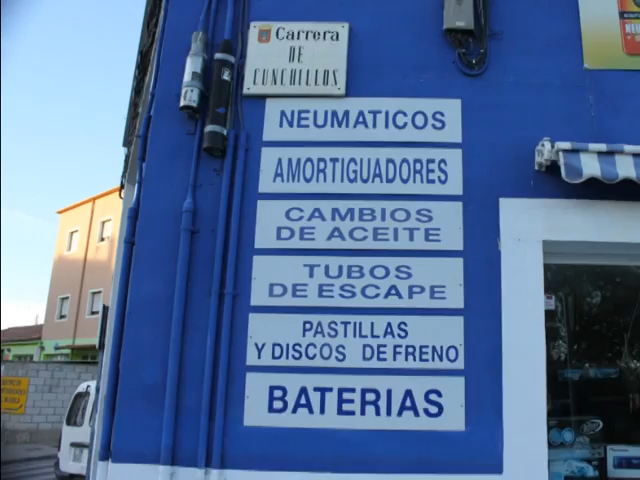 Carrera
DE
CUNCHILLOS
NEUMATICOS
AMORTIGUADORES
CAMBIOS
DE ACEITE
TUBOS
DE ESCAPE
PASTILLAS
Y DISCOS DE FRENO
BATERIAS